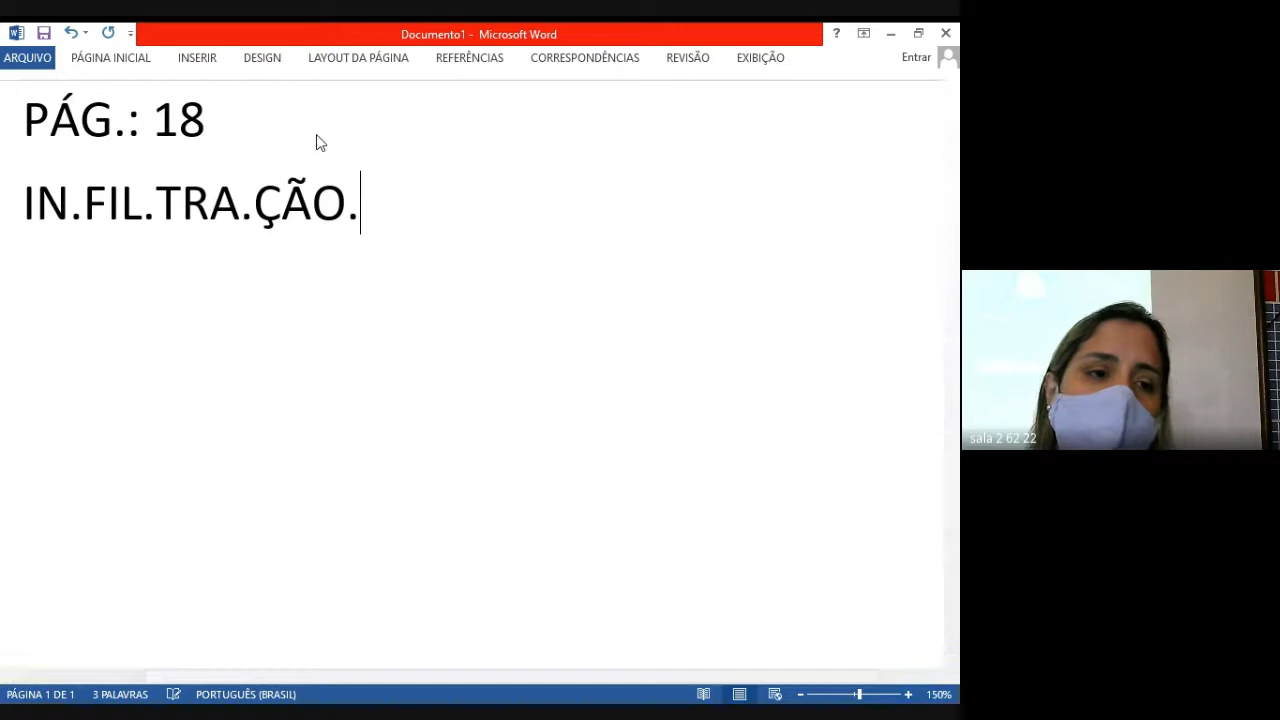 Documento1 - Microsoft Word
?
Entrar
ARQUIVO PÁGINA INICIAL INSERIR DESIGN LAYOUT DA PÁGINA REFERÊNCIAS CORRESPONDÊNCIAS REVISÃO EXIBIÇÃO
PÁG.: 18
IN.FIL.TRA.ÇÃO.
sala 2 62 22
PÁGINA 1 DE 1 3 PALAVRAS PORTUGUÊS (BRASIL) 150%